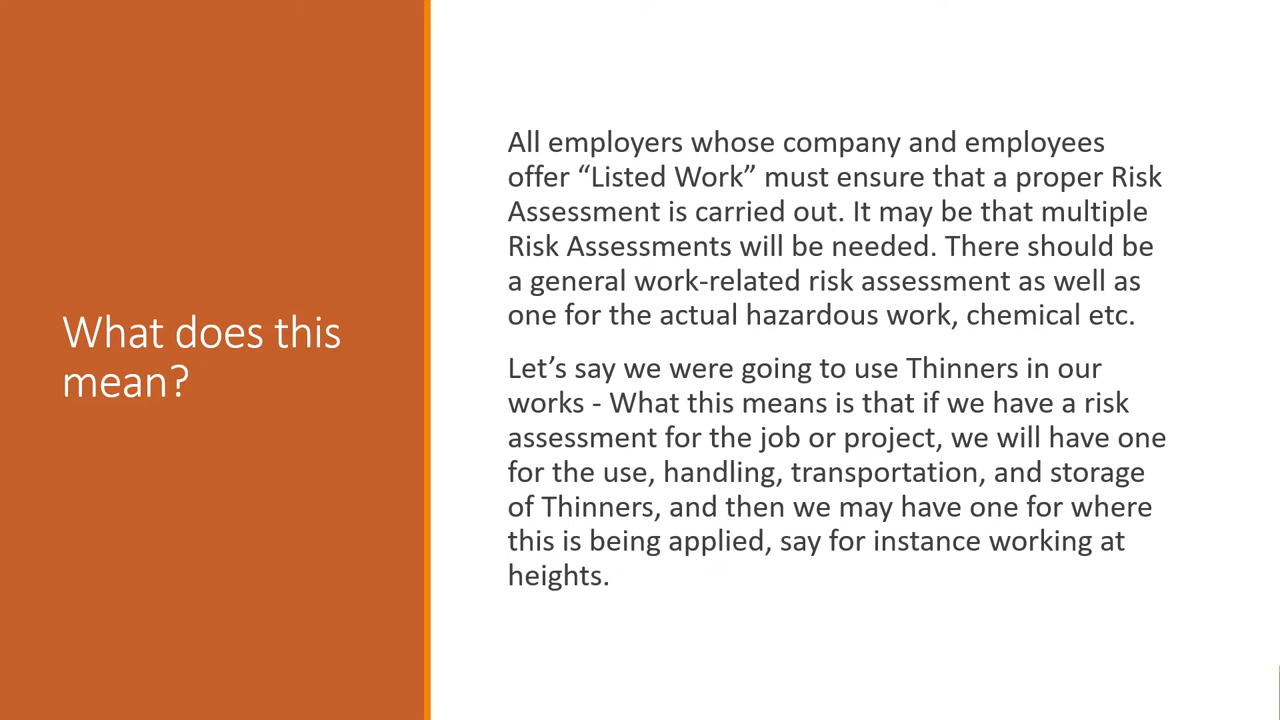 What does this
mean?
All employers whose company and employees
offer “Listed Work” must ensure that a proper Risk
Assessment is carried out. It may be that multiple
Risk Assessments will be needed. There should be
a general work-related risk assessment as well as
one for the actual hazardous work, chemical etc.
Let’s say we were going to use Thinners in our
works - What this means is that if we have a risk
assessment for the job or project, we will have one
for the use, handling, transportation, and storage
of Thinners, and then we may have one for where
this is being applied, say for instance working at
heights.